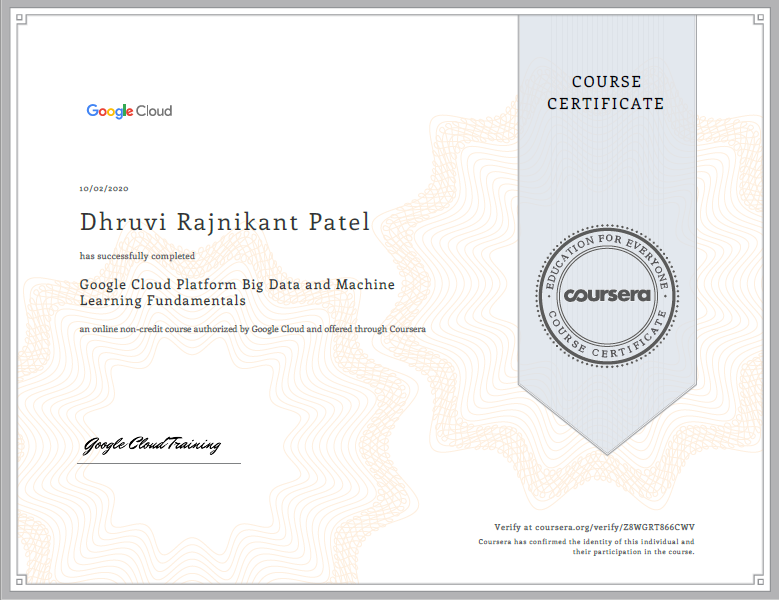 COURSE
CERTIFICATE
Google Cloud
10/02/2020
Dhruvi Rajnikant Patel
has successfully completed
Google Cloud Platform Big Data and Machine
Learning Fundamentals
an online non-credit course authorized by Google Cloud and offered through Coursera
EDUCATION FOR EVERYONE
coursera
COURSE CERTIFICATE
Google Cloud Training
Verify at coursera.org/verify/Z8WGRT866CWV
Coursera has confirmed the identity of this individual and
their participation in the course.